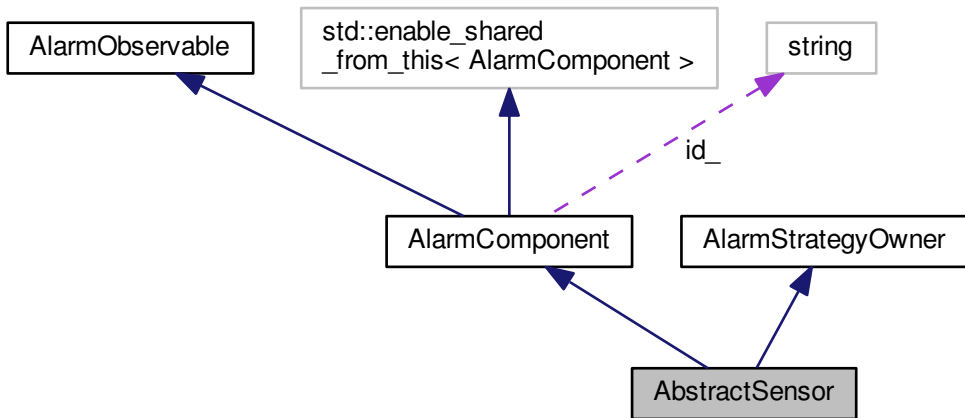 AlarmObservable
std::enable_shared
_from_this< AlarmComponent >
string
id_
AlarmComponent
AlarmStrategyOwner
AbstractSensor